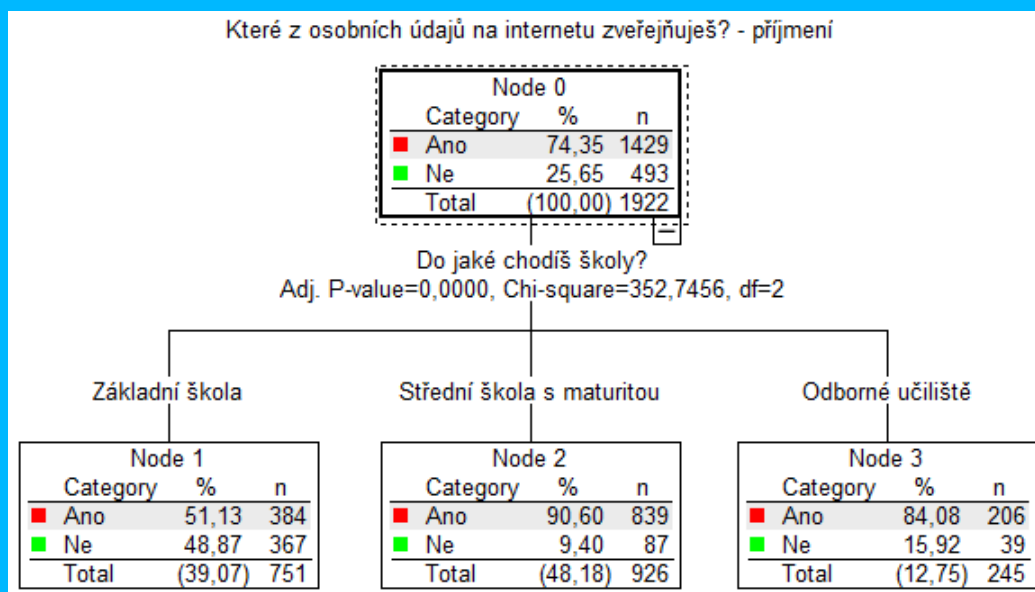 Které z osobních údajů na internetu zveřejňuješ? - příjmení
Node 0
Category % n
Ano 74,35 1429
Ne 25,65 493
Total (100,00) 1922
Do jaké chodíš školy?
Adj. P-value=0,0000, Chi-square=352,7456, df=2
Základní škola
Střední škola s maturitou
Odborné učiliště
Node 1
Category % n
Ano 51,13 384
Ne 48,87 367
Total (39,07) 751
Node 2
Category % n
Ano 90,60 839
Ne 9,40 87
Total (48,18) 926
Node 3
Category % n
Ano 84,08 206
Ne 15,92 39
Total (12,75) 245